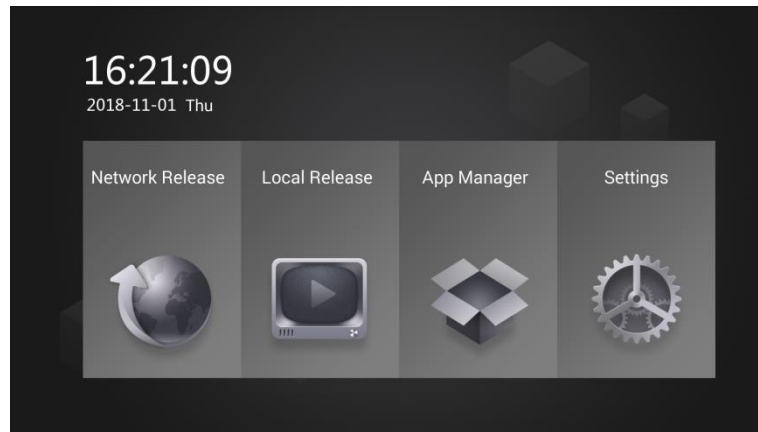 16:21:09
2018-11-01 Thu
Network Release
Local Release
App Manager
Settings